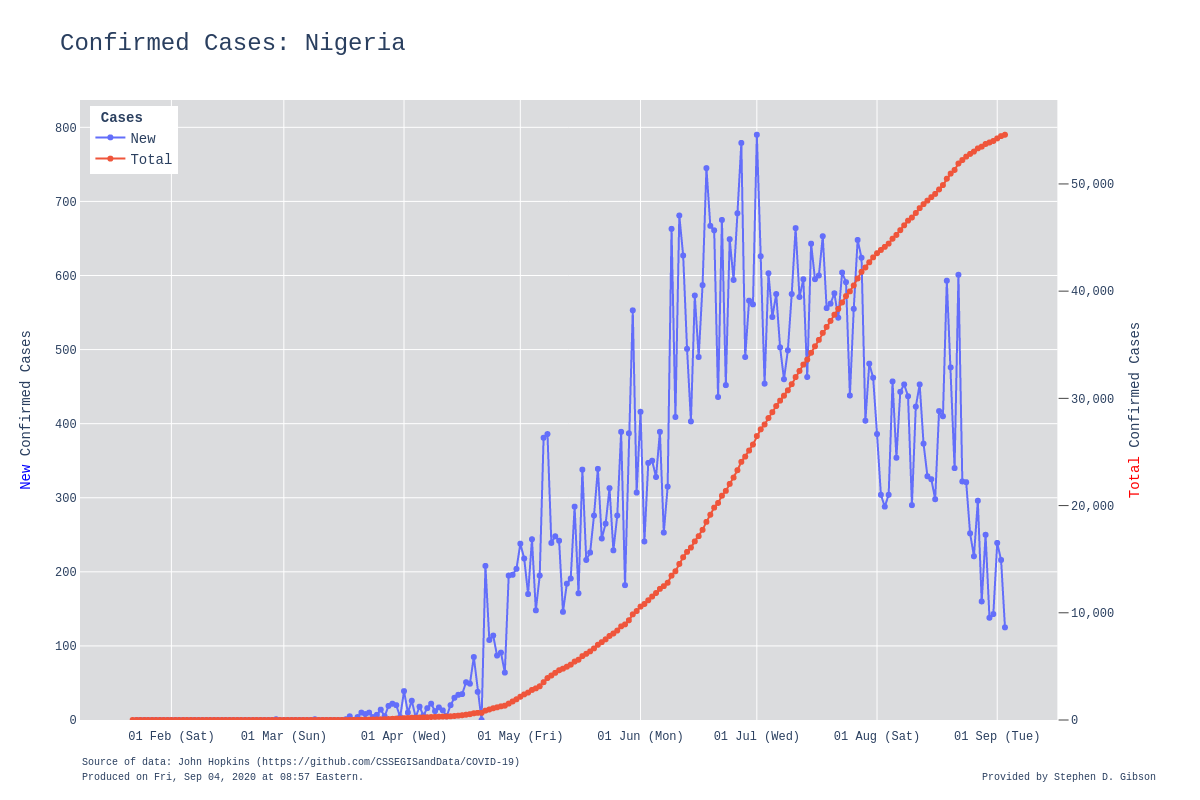 Confirmed Cases: Nigeria
Cases
New
Total
800
700
600
500
400
300
200
100
0
New Confirmed Cases
50,000
40,000
30,000
20,000
10,000
0
Total Confirmed Cases
01 Feb (Sat)
01 Mar (Sun)
01 Apr (Wed)
01 May (Fri)
01 Jun (Mon)
01 Jul (Wed)
01 Aug (Sat)
01 Sep (Tue)
Source of data: John Hopkins (https://github.com/CSSEGISandData/COVID-19)
Produced on Fri, Sep 04, 2020 at 08:57 Eastern.
Provided by Stephen D. Gibson